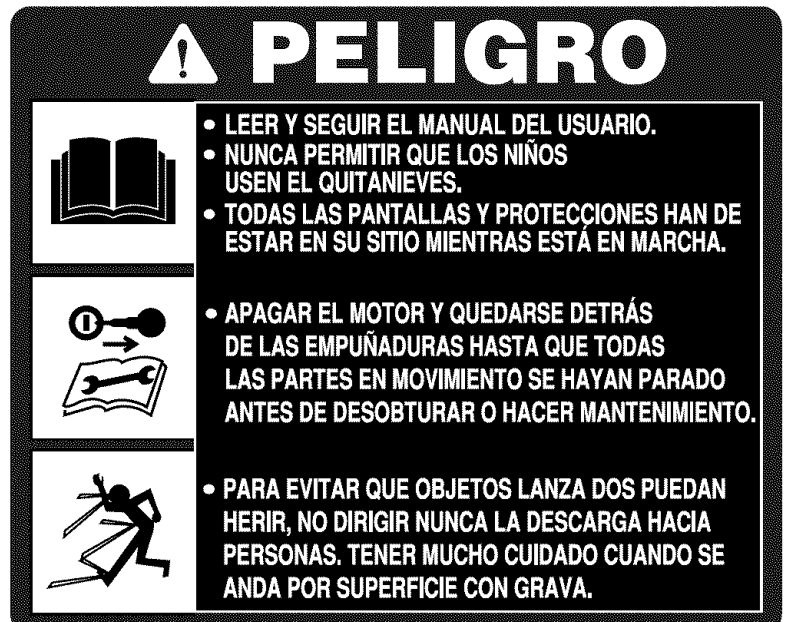 PELIGRO
• LEER Y SEGUIR EL MANUAL DEL USUARIO.
• NUNCA PERMITIR QUE LOS NIÑOS
USEN EL QUITANIEVES.
• TODAS LAS PANTALLAS Y PROTECCIONES HAN DE
ESTAR EN SU SITIO MIENTRAS ESTÁ EN MARCHA.
• APAGAR EL MOTOR Y QUEDARSE DETRÁS
DE LAS EMPUÑADURAS HASTA QUE TODAS
LAS PARTES EN MOVIMIENTO SE HAYAN PARADO
ANTES DE DESOBTURAR O HACER MANTENIMIENTO.
• PARA EVITAR QUE OBJETOS LANZA DOS PUEDAN
HERIR, NO DIRIGIR NUNCA LA DESCARGA HACIA
PERSONAS. TENER MUCHO CUIDADO CUANDO SE
ANDA POR SUPERFICIE CON GRAVA.